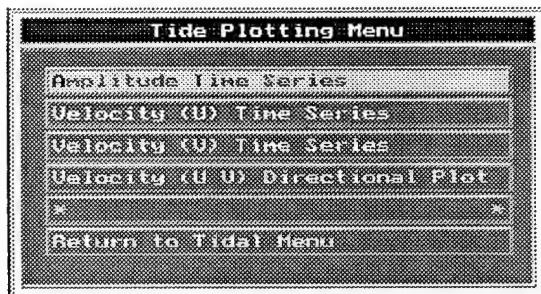 Tide Plotting Menu
Amplitude Time Series
Velocity (U) Time Series
Velocity (V) Time Series
Velocity (U V) Directional Plot
* *
Return to Tidal Menu